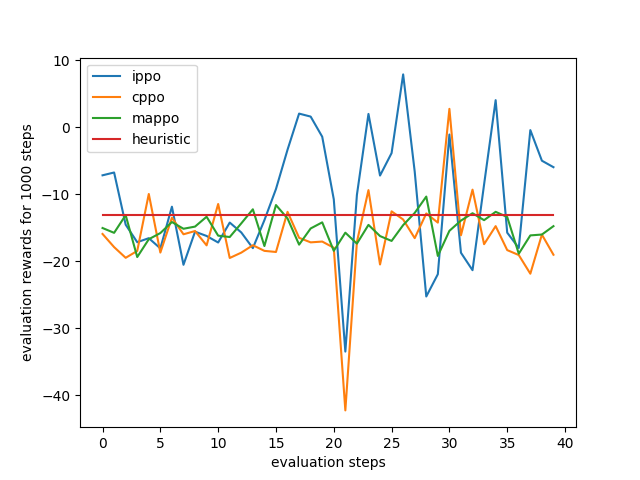 ippo
cppo
mappo
heuristic
10
0
−10
−20
−30
−40
evaluation rewards for 1000 steps
0 5 10 15 20 25 30 35 40
evaluation steps